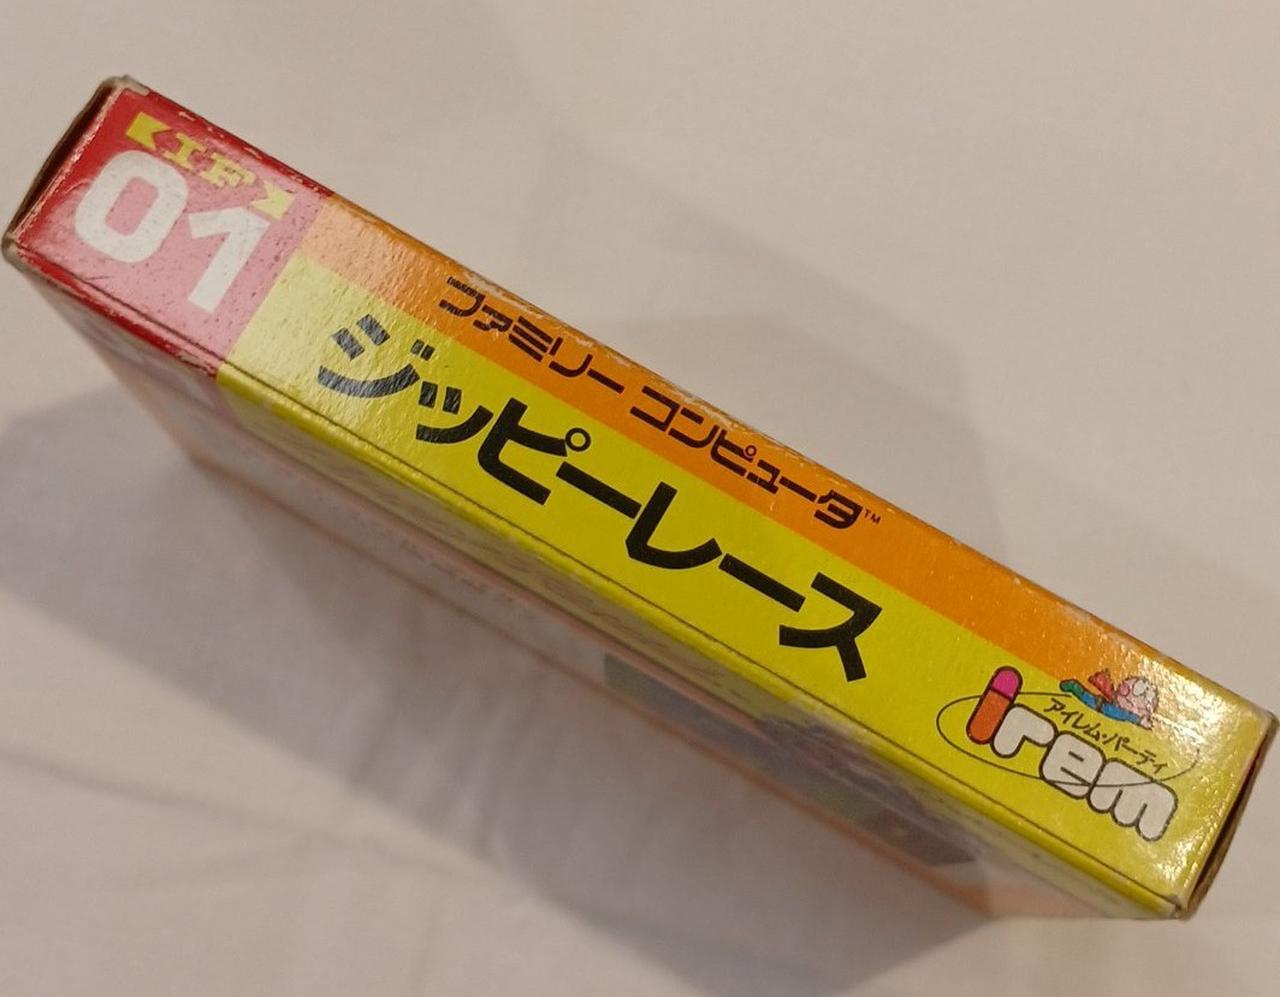 01
ファミリー コンピュータ™
ジッピーレース
アイレム・パーティ
irem